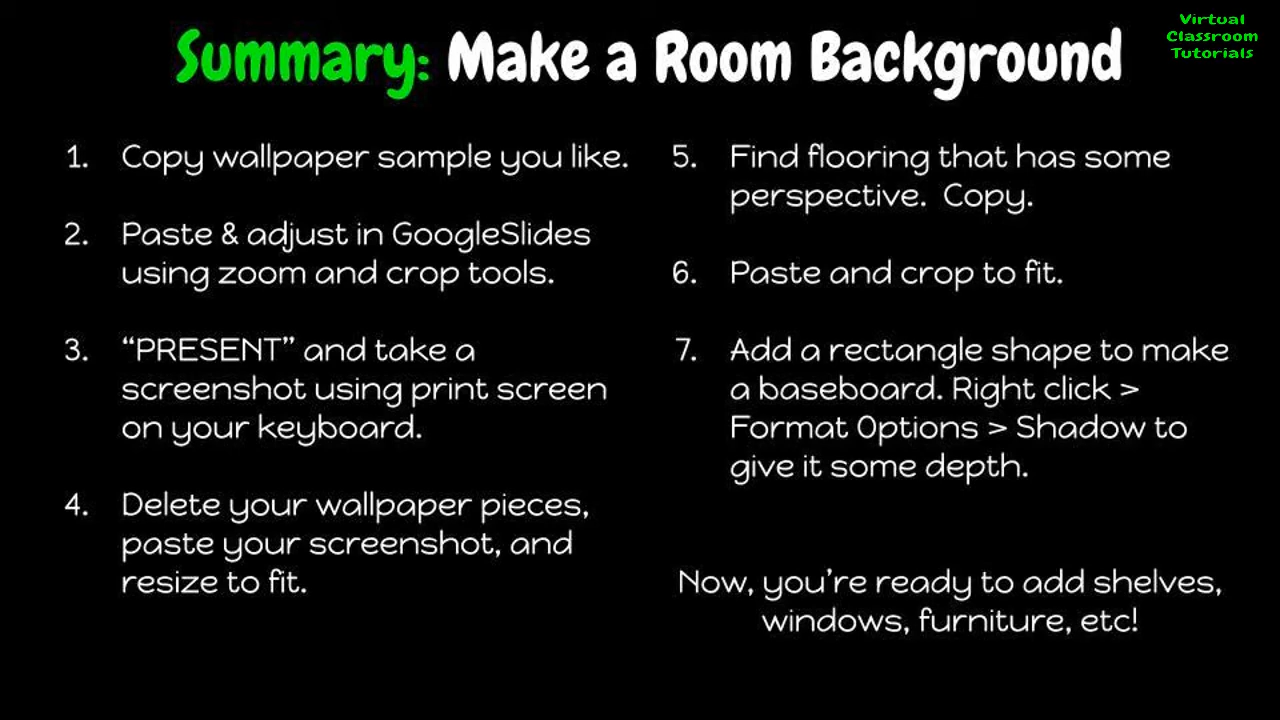 Summary: Make a Room Background
Virtual
Classroom
Tutorials
1. Copy wallpaper sample you like.
2. Paste & adjust in GoogleSlides
using zoom and crop tools.
3. “PRESENT” and take a
screenshot using print screen
on your keyboard.
4. Delete your wallpaper pieces,
paste your screenshot, and
resize to fit.
5. Find flooring that has some
perspective.  Copy.
6. Paste and crop to fit.
7. Add a rectangle shape to make
a baseboard. Right click >
Format Options > Shadow to
give it some depth.
Now, you’re ready to add shelves,
windows, furniture, etc!